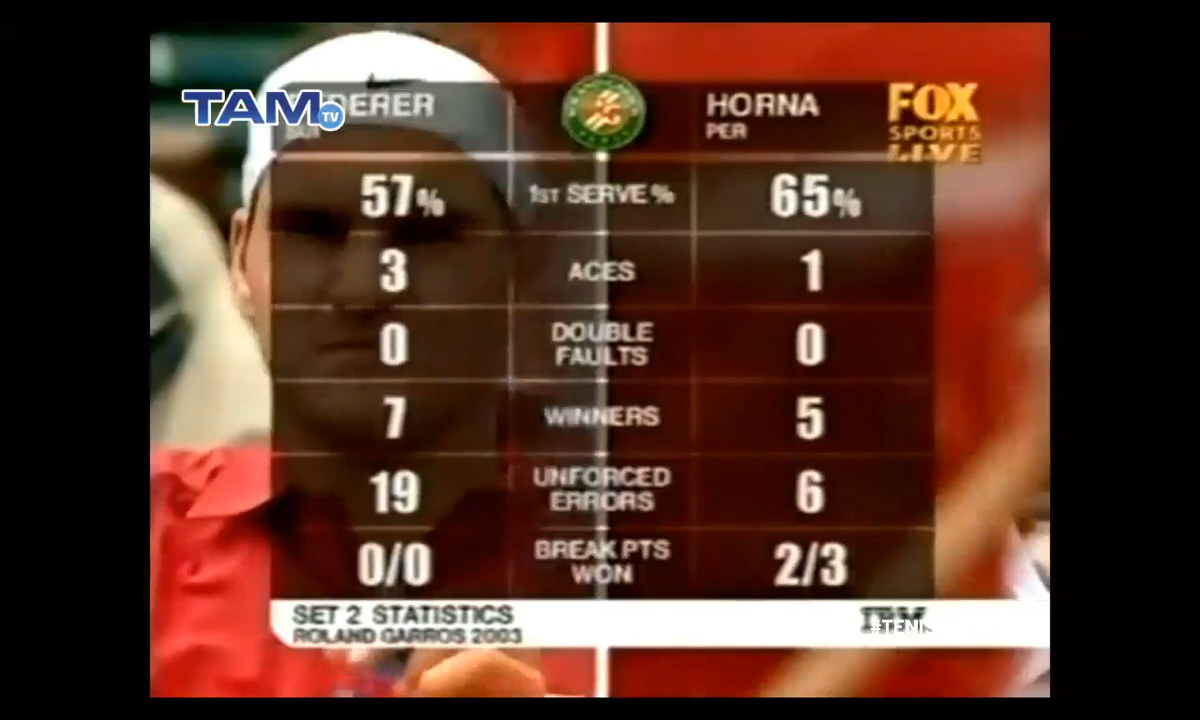 TAM TV
DERER
HORNA
PER
FOX
SPORTS
LIVE
57% 1ST SERVE % 65%
3 ACES 1
0 DOUBLE FAULTS 0
7 WINNERS 5
19 UNFORCED ERRORS 6
0/0 BREAK PTS WON 2/3
SET 2 STATISTICS
ROLAND GARROS 2003
IBM